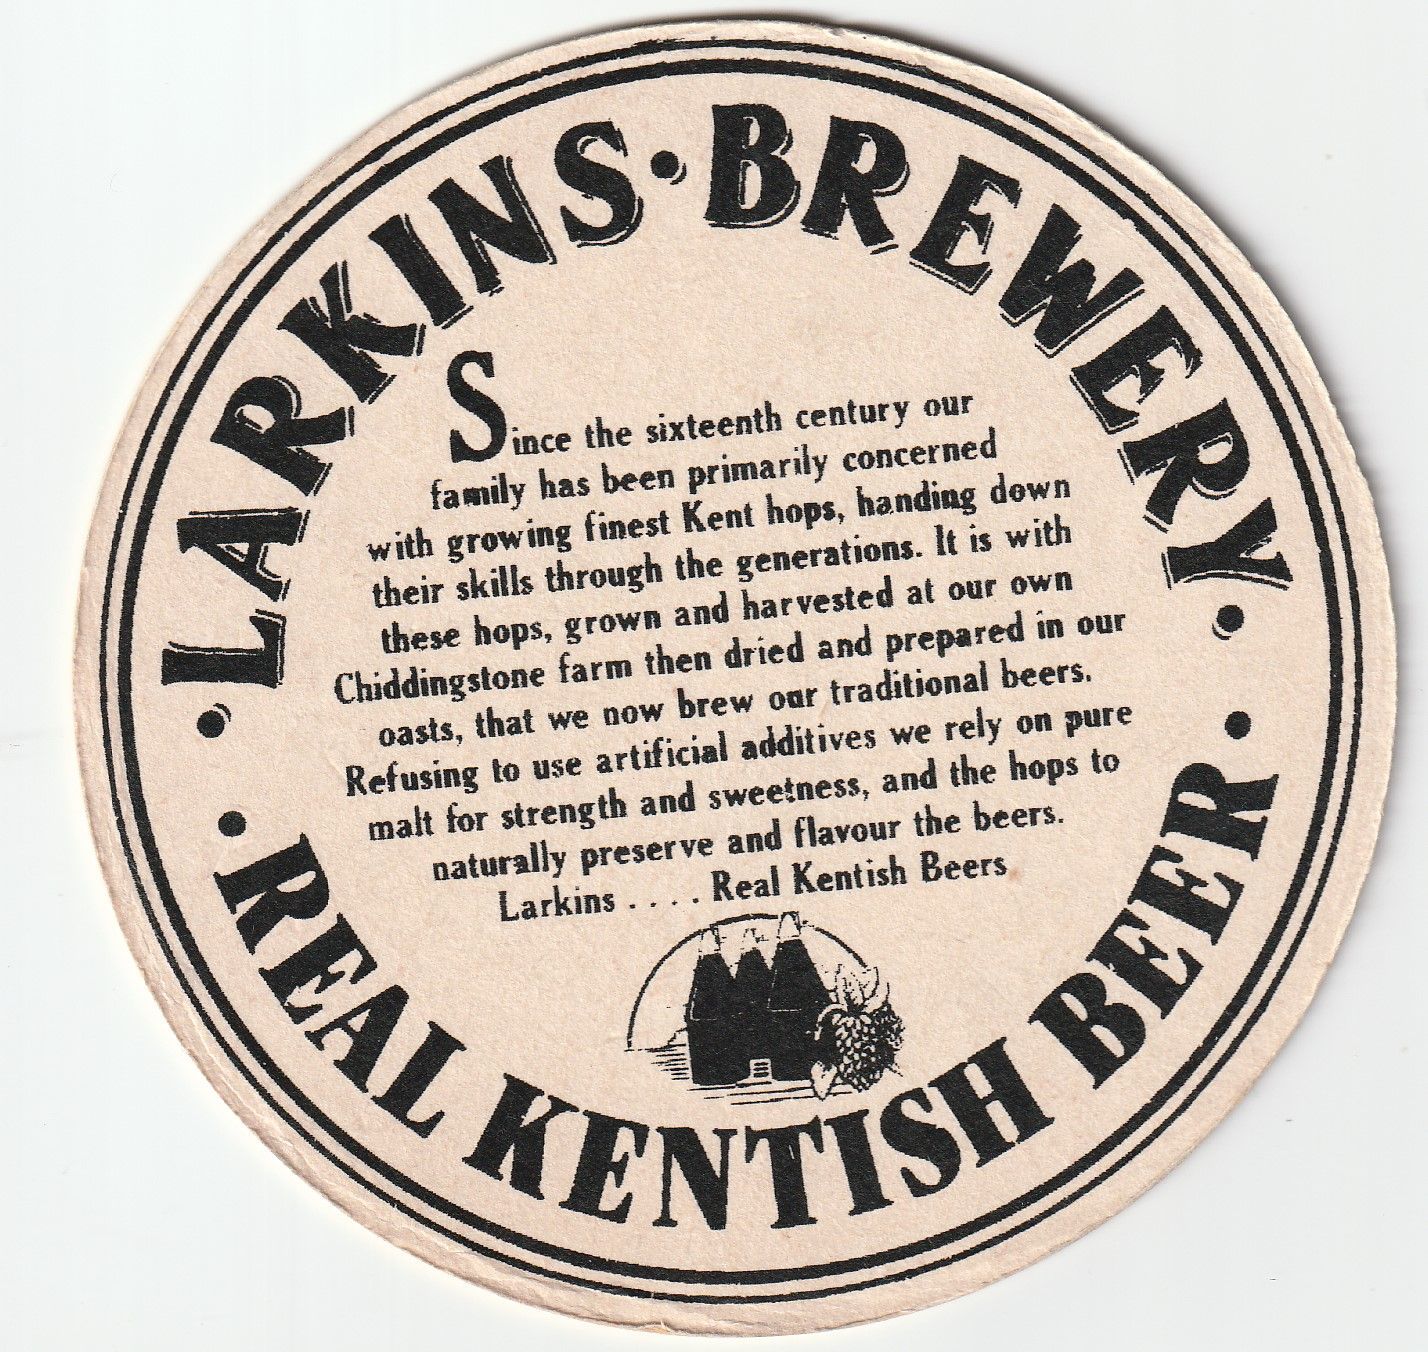 · LARKINS · BREWERY ·
Since the sixteenth century our
family has been primarily concerned
with growing finest Kent hops, handing down
their skills through the generations. It is with
these hops, grown and harvested at our own
Chiddingstone farm then dried and prepared in our
oasts, that we now brew our traditional beers.
Refusing to use artificial additives we rely on pure
malt for strength and sweetness, and the hops to
naturally preserve and flavour the beers.
Larkins .... Real Kentish Beers
· REAL KENTISH BEER ·